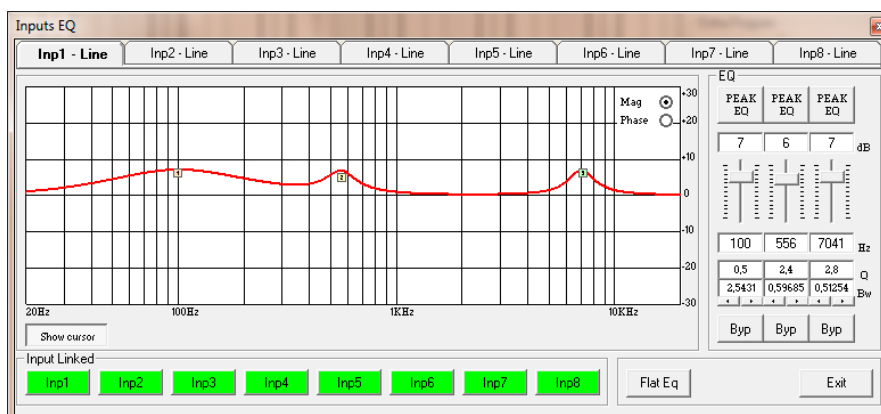 Inputs EQ
Inp1 - Line Inp2 - Line Inp3 - Line Inp4 - Line Inp5 - Line Inp6 - Line Inp7 - Line Inp8 - Line
Mag
Phase
+30
+20
+10
0
-10
-20
-30
20Hz 100Hz 1KHz 10KHz
1 2 3
Show cursor
EQ
PEAK EQ PEAK EQ PEAK EQ
7 6 7 dB
100 556 7041 Hz
0,5 2,4 2,8 Q
2,5431 0,59685 0,51254 Bw
Byp Byp Byp
Input Linked
Inp1 Inp2 Inp3 Inp4 Inp5 Inp6 Inp7 Inp8
Flat Eq Exit